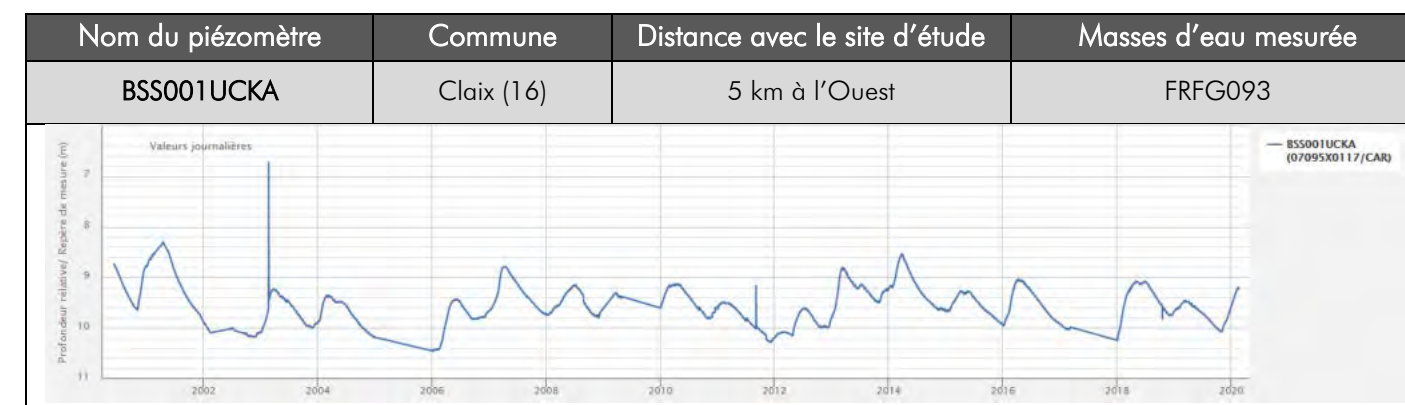 Nom du piézomètre Commune Distance avec le site d'étude Masses d'eau mesurée
BSS001UCKA Claix (16) 5 km à l'Ouest FRFG093
Valeurs journalières
Profondeur relative/ Repère de mesure (m)
7
8
9
10
11
2002 2004 2006 2008 2010 2012 2014 2016 2018 2020
BSS001UCKA
(07095X0117/CAR)